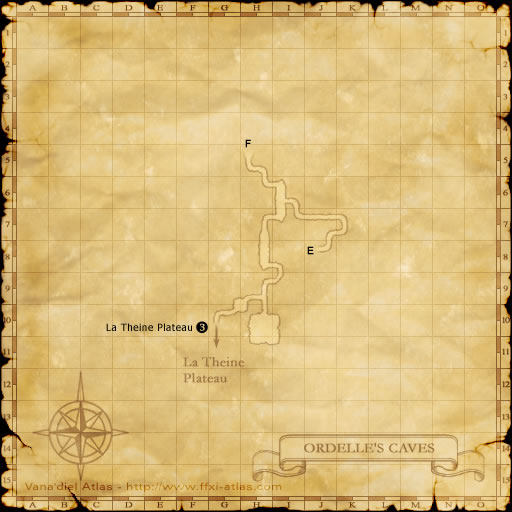 A B C D E F G H I J K L M N O
1
2
3
4
F
5
6
7
E
8
9
10
La Theine Plateau 3
11
La Theine
Plateau
12
13
14
ORDELLE'S CAVES
15
Vana'diel Atlas - http://www.ffxi-atlas.com
A B C D E F G H I J K L M N O